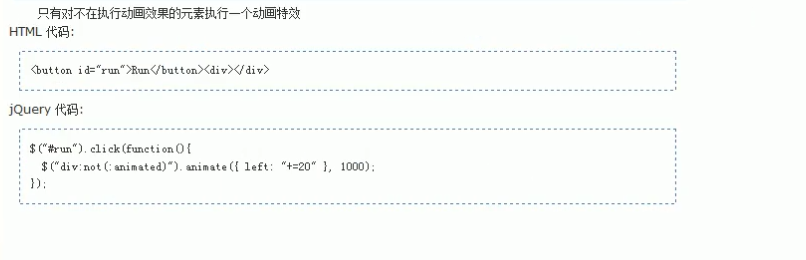 只有对不在执行动画效果的元素执行一个动画特效
HTML 代码:
<button id="run">Run</button><div></div>
jQuery 代码:
$("#run").click(function(){
$("div:not(:animated)").animate({ left: "+=20" }, 1000);
});